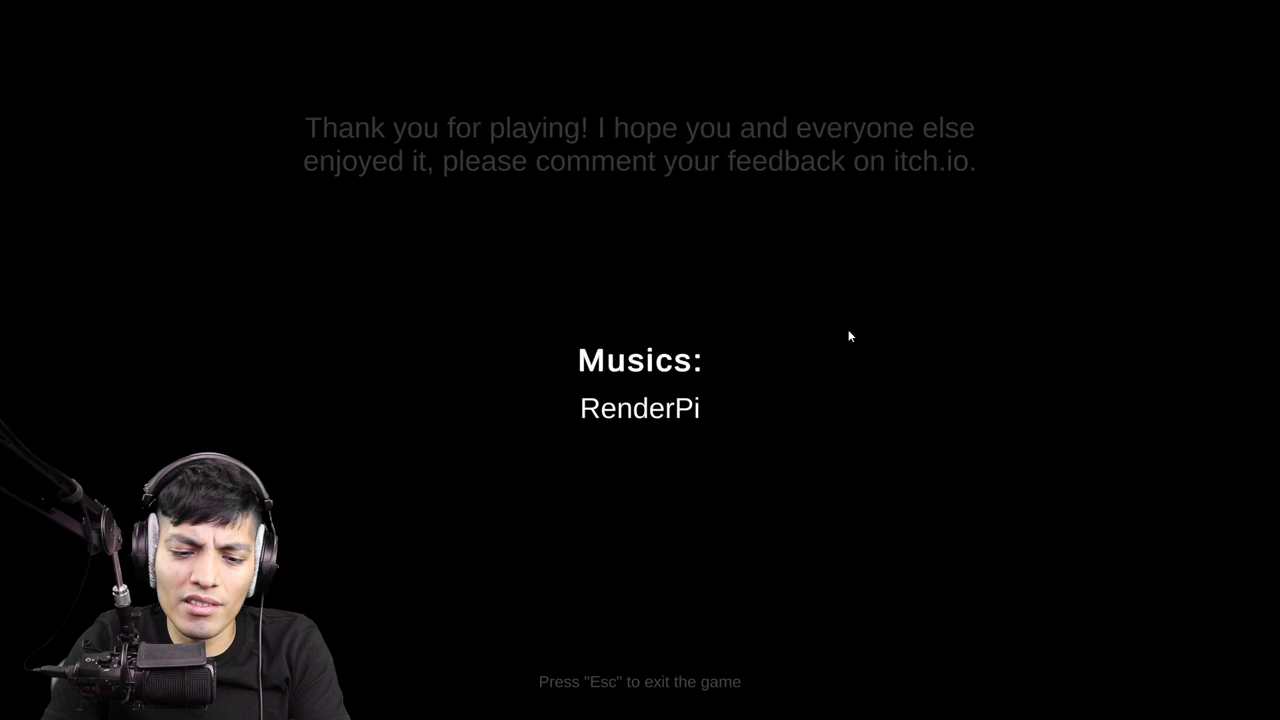 Thank you for playing! I hope you and everyone else
enjoyed it, please comment your feedback on itch.io.
Musics:
RenderPi
Press "Esc" to exit the game